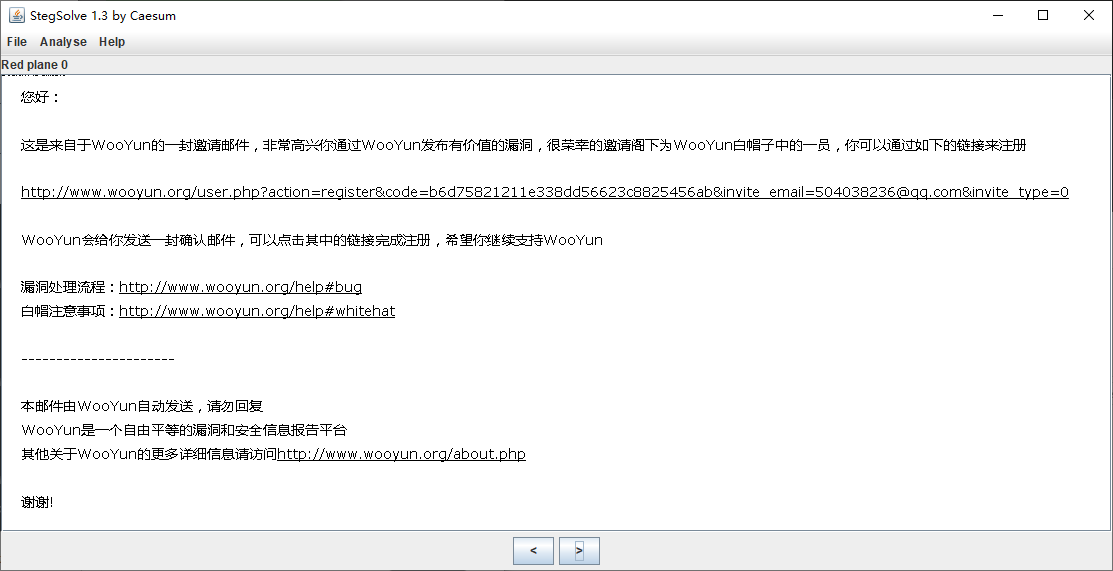 StegSolve 1.3 by Caesum
File Analyse Help
Red plane 0
您好：
这是来自于WooYun的一封邀请邮件，非常高兴你通过WooYun发布有价值的漏洞，很荣幸的邀请阁下为WooYun白帽子中的一员，你可以通过如下的链接来注册
http://www.wooyun.org/user.php?action=register&code=b6d75821211e338dd56623c8825456ab&invite_email=504038236@qq.com&invite_type=0
WooYun会给你发送一封确认邮件，可以点击其中的链接完成注册，希望你继续支持WooYun
漏洞处理流程：http://www.wooyun.org/help#bug
白帽注意事项：http://www.wooyun.org/help#whitehat
----------------------
本邮件由WooYun自动发送，请勿回复
WooYun是一个自由平等的漏洞和安全信息报告平台
其他关于WooYun的更多详细信息请访问http://www.wooyun.org/about.php
谢谢!
< >